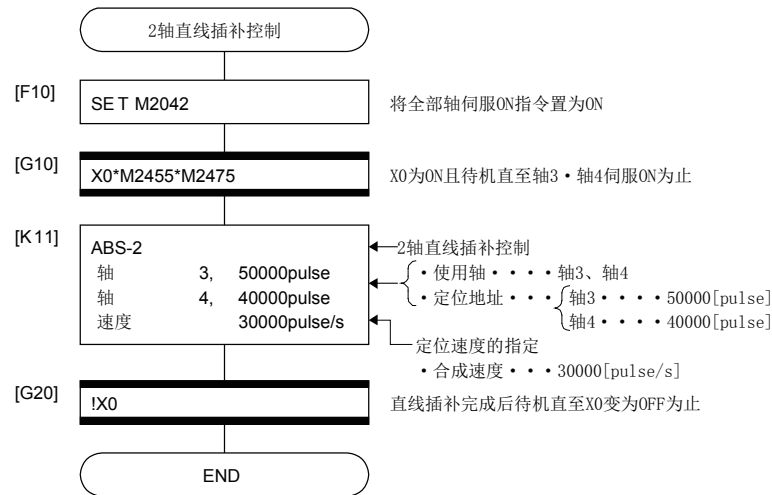 2轴直线插补控制
[F10]
SET M2042
将全部轴伺服ON指令置为ON
[G10]
X0*M2455*M2475
X0为ON且待机直至轴3・轴4伺服ON为止
[K11]
ABS-2
轴 3, 50000pulse
轴 4, 40000pulse
速度 30000pulse/s
2轴直线插补控制
・使用轴・・・・轴3、轴4
・定位地址・・・轴3・・・・50000[pulse]
轴4・・・・40000[pulse]
定位速度的指定
・合成速度・・・30000[pulse/s]
[G20]
!X0
直线插补完成后待机直至X0变为OFF为止
END